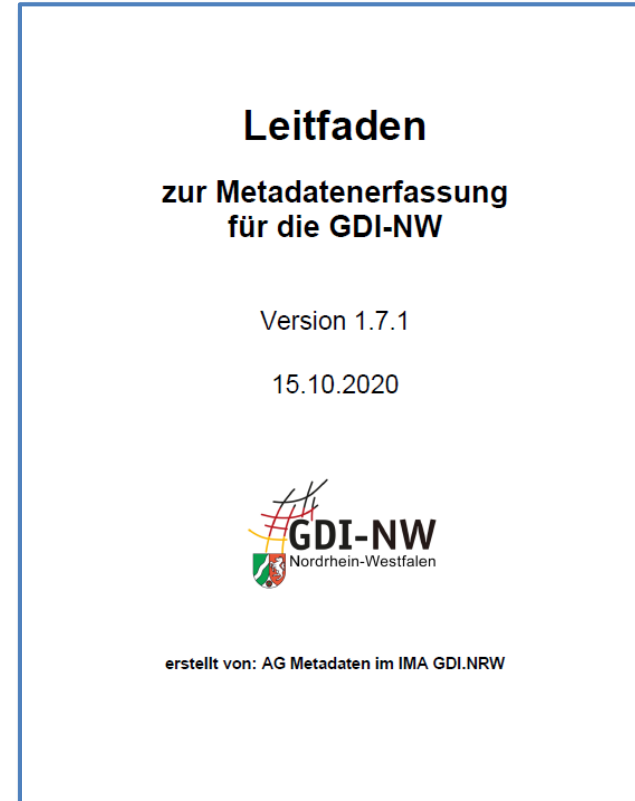 Leitfaden
zur Metadatenerfassung
für die GDI-NW
Version 1.7.1
15.10.2020
GDI-NW
Nordrhein-Westfalen
erstellt von: AG Metadaten im IMA GDI.NRW